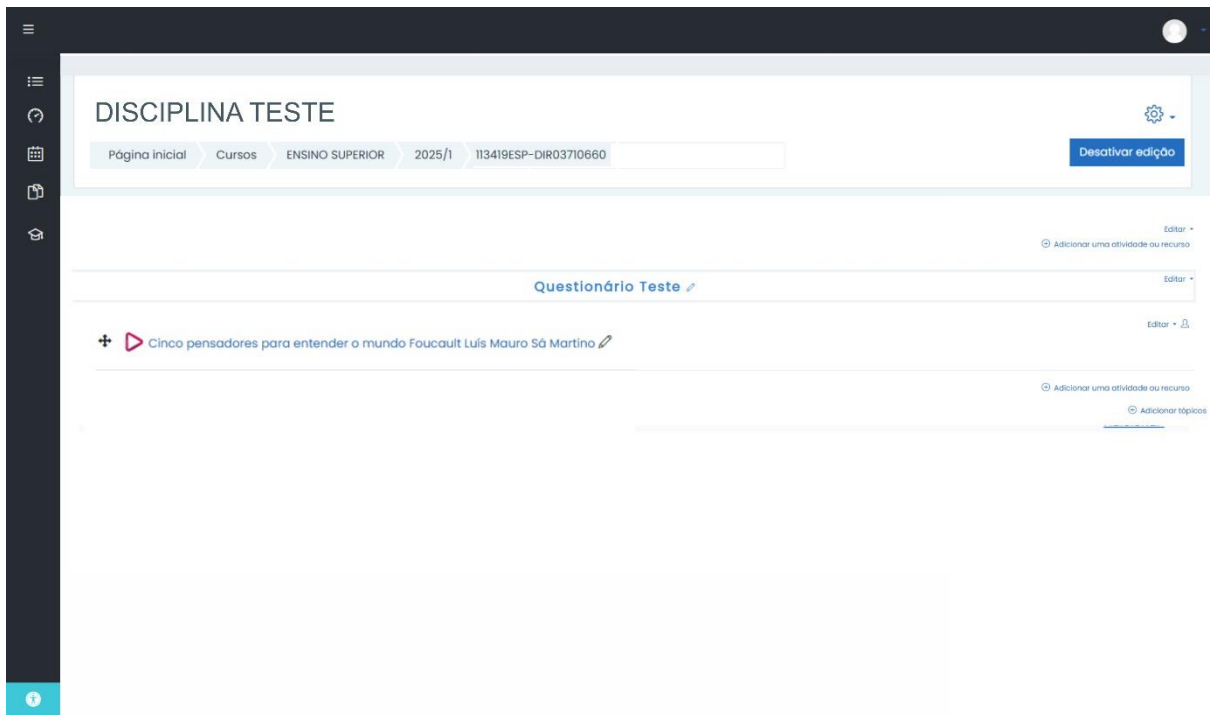 DISCIPLINA TESTE
Página inicial Cursos ENSINO SUPERIOR 2025/1 113419ESP-DIR03710660
Desativar edição
Editar
Adicionar uma atividade ou recurso
Questionário Teste
Editar
Editar
Cinco pensadores para entender o mundo Foucault Luís Mauro Sá Martino
Adicionar uma atividade ou recurso
Adicionar tópicos